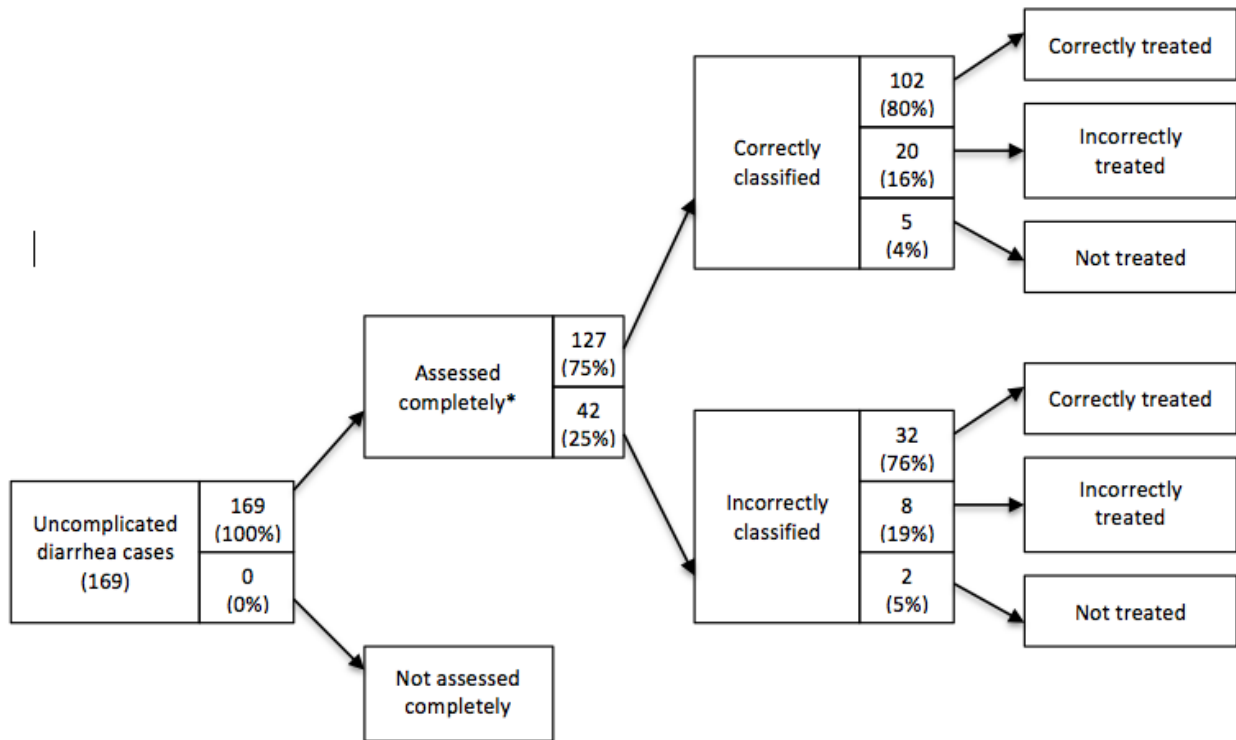 Uncomplicated
diarrhea cases
(169)
169
(100%)
0
(0%)
Assessed
completely*
127
(75%)
42
(25%)
Not assessed
completely
Correctly
classified
102
(80%)
20
(16%)
5
(4%)
Correctly treated
Incorrectly
treated
Not treated
Incorrectly
classified
32
(76%)
8
(19%)
2
(5%)
Correctly treated
Incorrectly
treated
Not treated